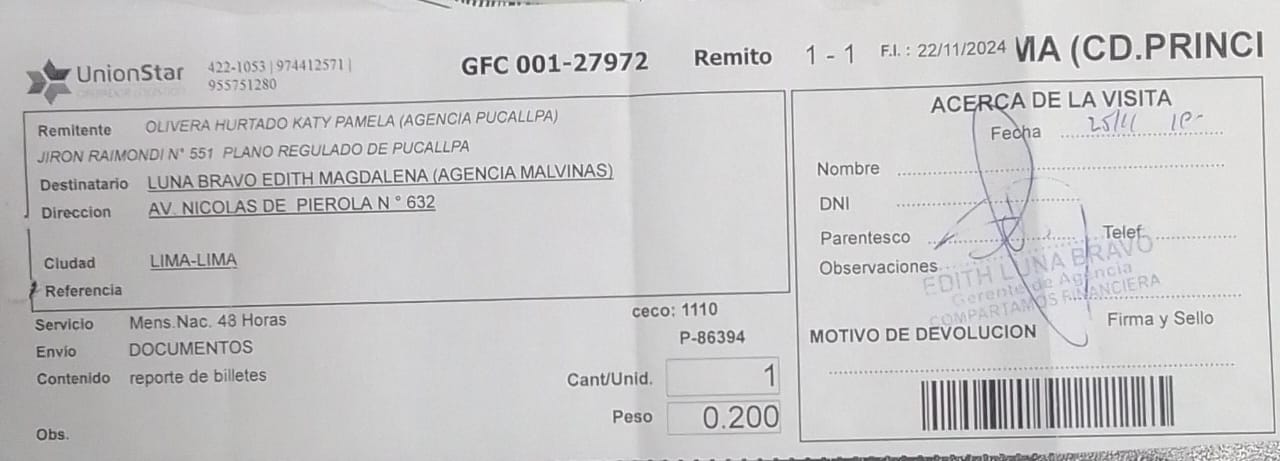 UnionStar
422-1053 | 974412571 |
955751280
GFC 001-27972 Remito 1 - 1 F.I. : 22/11/2024 MA (CD.PRINCI
Remitente OLIVERA HURTADO KATY PAMELA (AGENCIA PUCALLPA)
JIRON RAIMONDI N° 551 PLANO REGULADO DE PUCALLPA
Destinatario LUNA BRAVO EDITH MAGDALENA (AGENCIA MALVINAS)
Direccion AV. NICOLAS DE PIEROLA N ° 632
Ciudad LIMA-LIMA
Referencia
Servicio Mens.Nac. 48 Horas
Envío DOCUMENTOS
Contenido reporte de billetes
Obs.
ceco: 1110
P-86394
Cant/Unid. 1
Peso 0.200
ACERCA DE LA VISITA
Fecha 25/11
Nombre
DNI
Parentesco Telef.
Observaciones
EDITH LUNA BRAVO
Gerente de Agencia
COMPARTAMOS FINANCIERA
Firma y Sello
MOTIVO DE DEVOLUCION